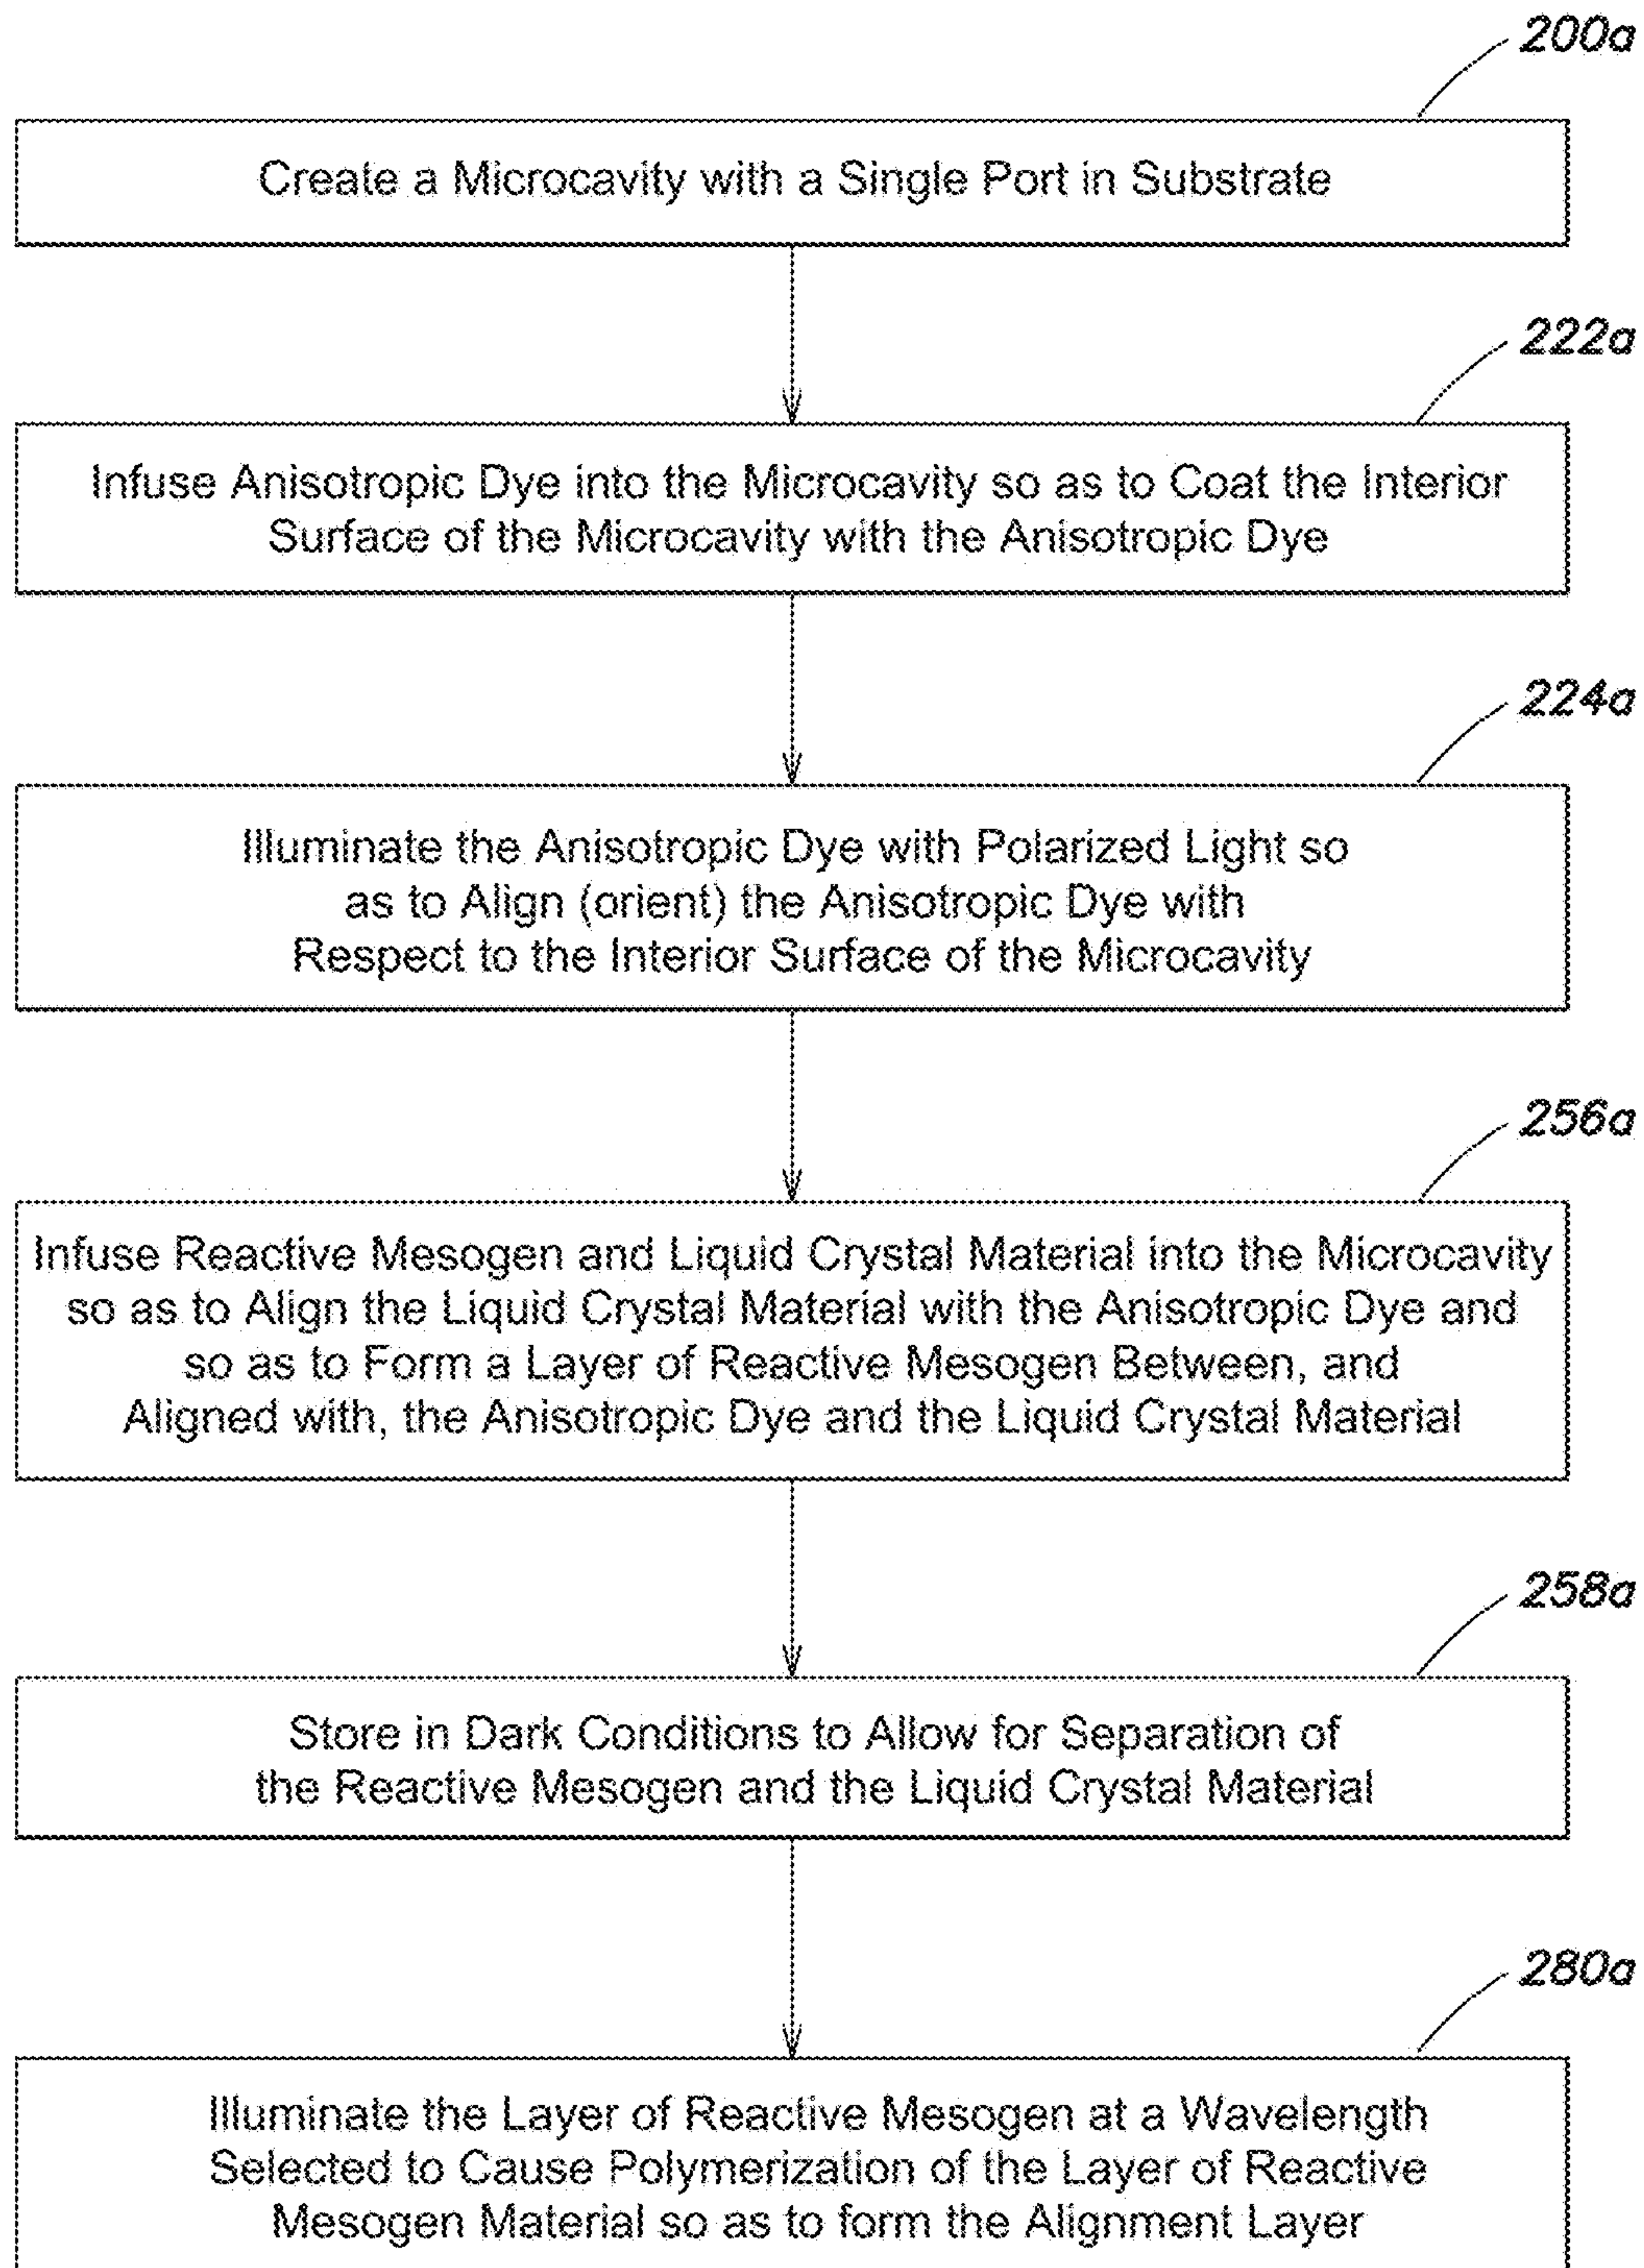 200a
Create a Microcavity with a Single Port in Substrate
222a
Infuse Anisotropic Dye into the Microcavity so as to Coat the Interior
Surface of the Microcavity with the Anisotropic Dye
224a
Illuminate the Anisotropic Dye with Polarized Light so
as to Align (orient) the Anisotropic Dye with
Respect to the Interior Surface of the Microcavity
256a
Infuse Reactive Mesogen and Liquid Crystal Material into the Microcavity
so as to Align the Liquid Crystal Material with the Anisotropic Dye and
so as to Form a Layer of Reactive Mesogen Between, and
Aligned with, the Anisotropic Dye and the Liquid Crystal Material
258a
Store in Dark Conditions to Allow for Separation of
the Reactive Mesogen and the Liquid Crystal Material
280a
Illuminate the Layer of Reactive Mesogen at a Wavelength
Selected to Cause Polymerization of the Layer of Reactive
Mesogen Material so as to form the Alignment Layer